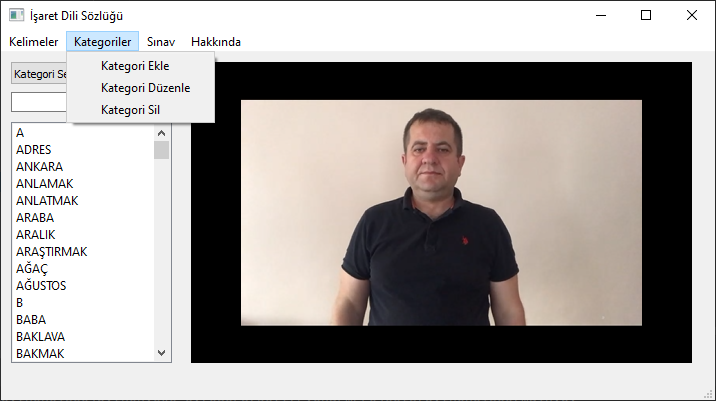 İşaret Dili Sözlüğü
Kelimeler Kategoriler Sınav Hakkında
Kategori Ekle
Kategori Düzenle
Kategori Sil
Kategori Se
A
ADRES
ANKARA
ANLAMAK
ANLATMAK
ARABA
ARALIK
ARAŞTIRMAK
AĞAÇ
AĞUSTOS
B
BABA
BAKLAVA
BAKMAK